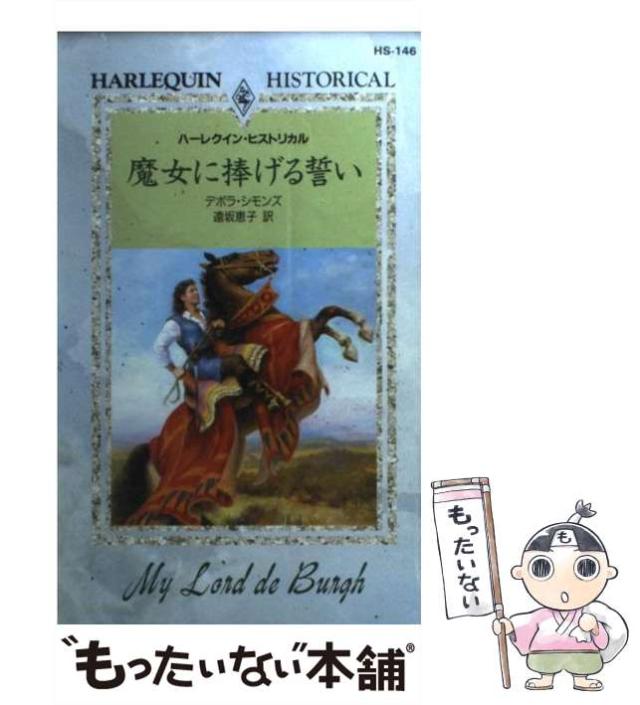 HS-146
HARLEQUIN HISTORICAL
ハーレクイン・ヒストリカル
魔女に捧げる誓い
デボラ・シモンズ
遠坂恵子 訳
My Lord de Burgh
"もったいない"本舗®
もったいない
も